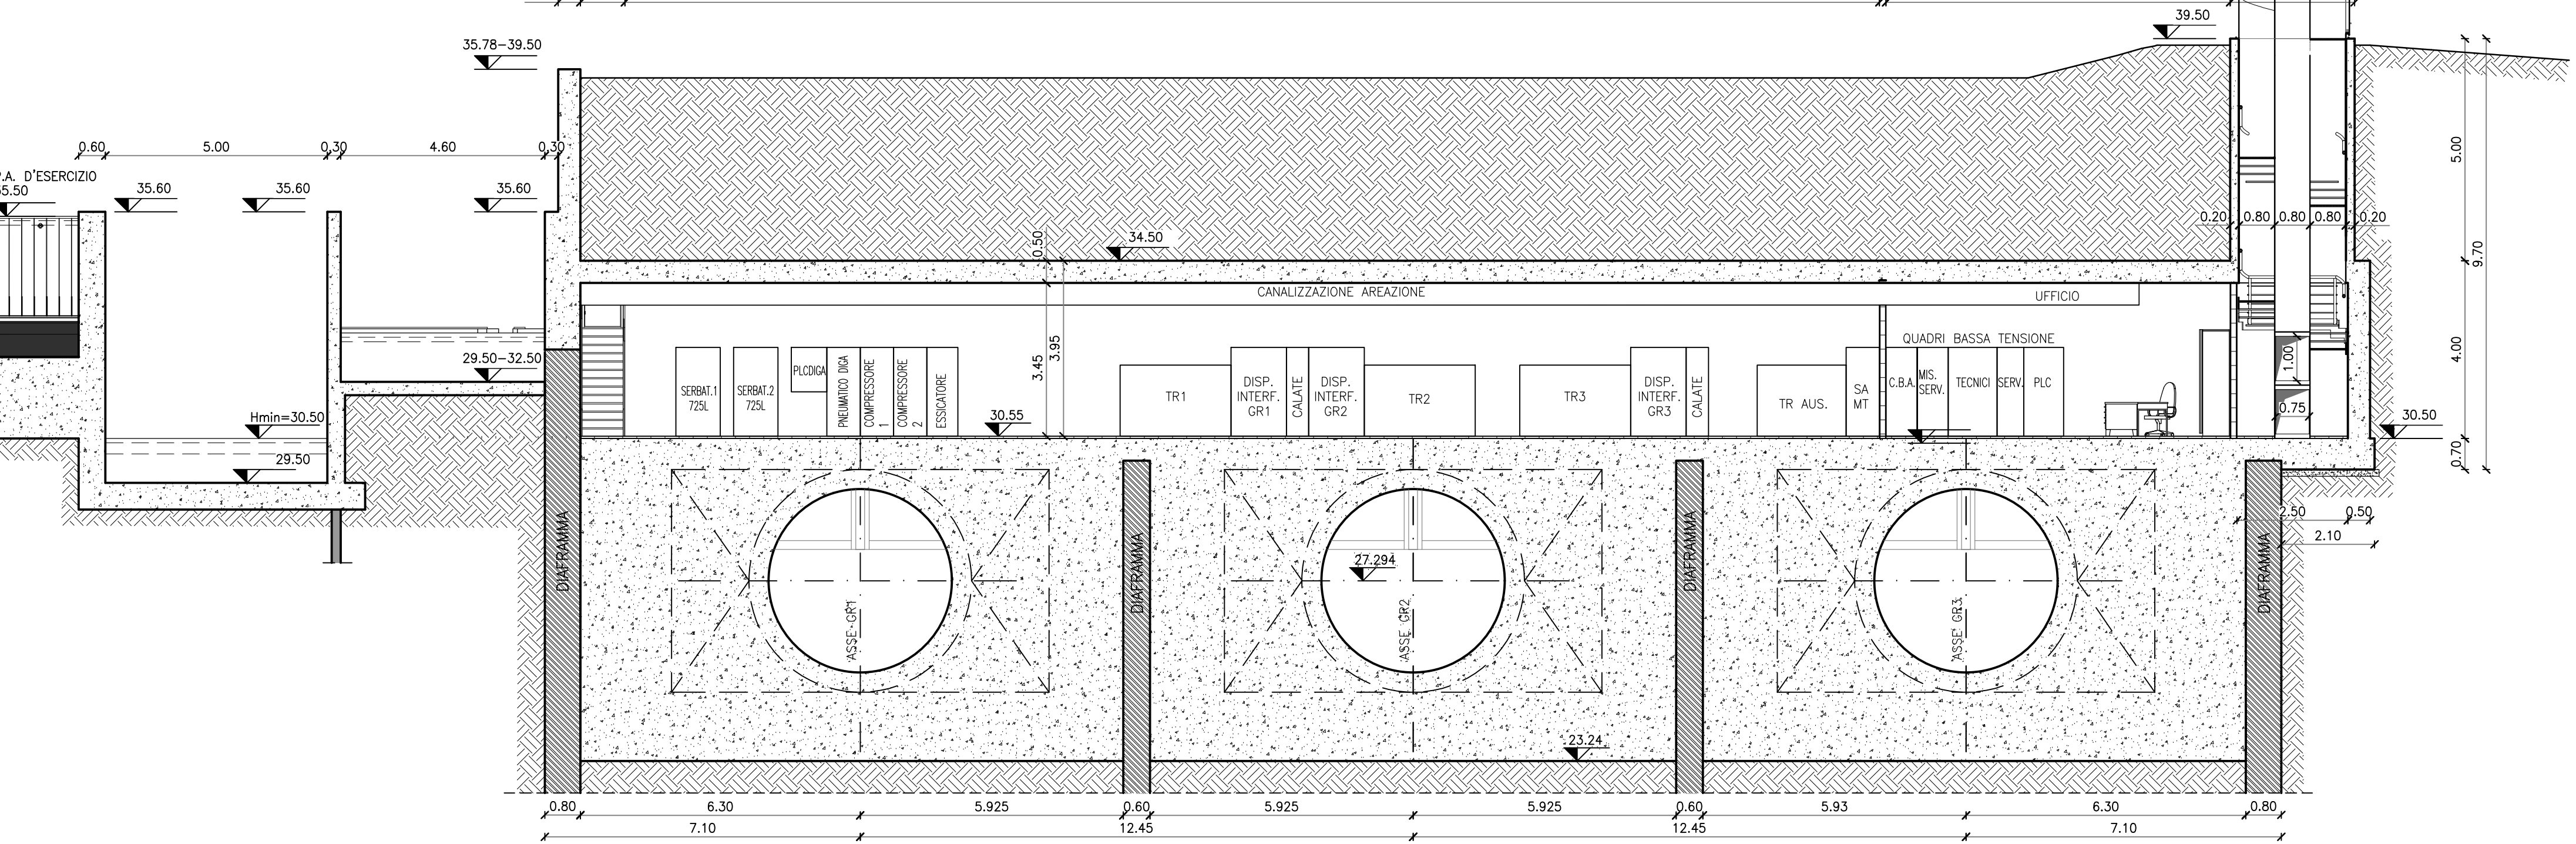 39.50
35.78-39.50
0.60
5.00
0.30
4.60
0.30
5.00
9.70
D'ESERCIZIO
35.60
35.60
35.60
0.20
0.80
0.80
0.80
0.20
0.50
34.50
CANALIZZAZIONE AREAZIONE
UFFICIO
29.50-32.50
3.45
3.95
QUADRI BASSA TENSIONE
1.00
4.00
SERBAT.1
725L
SERBAT.2
725L
PLCDIGA
PNEUMATICO DIGA
COMPRESSORE
1
COMPRESSORE
2
ESSICATORE
TR1
DISP.
INTERF.
GR1
CALATE
DISP.
INTERF.
GR2
TR2
TR3
DISP.
INTERF.
GR3
CALATE
TR AUS.
SA
MT
C.B.A.
MIS.
SERV.
TECNICI
SERV.
PLC
0.75
Hmin=30.50
30.55
30.50
29.50
0.70
2.50
0.50
2.10
DIAFRAMMA
ASSE GR1
DIAFRAMMA
27.294
ASSE GR2
DIAFRAMMA
ASSE GR3
DIAFRAMMA
23.24
0.80
6.30
5.925
0.60
5.925
5.925
0.60
5.93
6.30
0.80
7.10
12.45
12.45
7.10